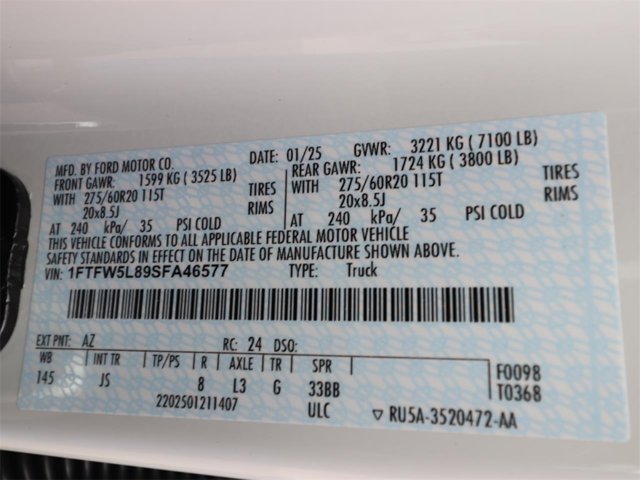 MFD. BY FORD MOTOR CO. DATE: 01/25 GVWR: 3221 KG ( 7100 LB)
FRONT GAWR: 1599 KG ( 3525 LB) REAR GAWR: 1724 KG ( 3800 LB)
WITH 275/60R20 115T TIRES WITH 275/60R20 115T TIRES
20x8.5J RIMS 20x8.5J RIMS
AT 240 kPa/ 35 PSI COLD AT 240 kPa/ 35 PSI COLD
THIS VEHICLE CONFORMS TO ALL APPLICABLE FEDERAL MOTOR VEHICLE
SAFETY STANDARDS IN EFFECT ON THE DATE OF MANUFACTURE SHOWN ABOVE.
VIN: 1FTFW5L89SFA46577 TYPE: Truck
EXT PNT: AZ RC: 24 DSO:
WB INT TR TP/PS R AXLE TR SPR F0098
145 JS 8 L3 G 33BB T0368
2202501211407 ULC RU5A-3520472-AA